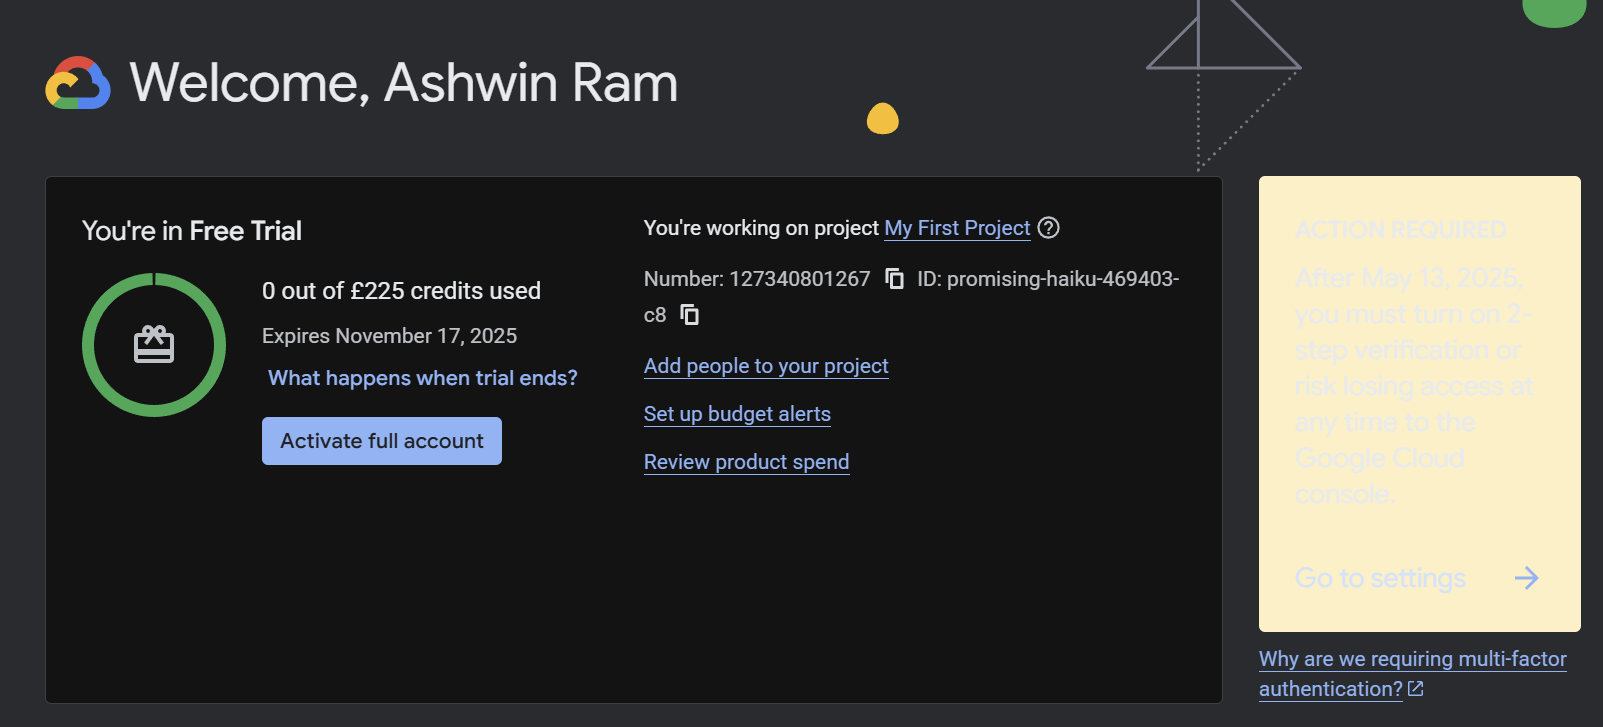 Welcome, Ashwin Ram
You're in Free Trial
0 out of £225 credits used
Expires November 17, 2025
What happens when trial ends?
Activate full account
You're working on project My First Project
Number: 127340801267 ID: promising-haiku-469403-
c8
Add people to your project
Set up budget alerts
Review product spend
ACTION REQUIRED
After May 13, 2025,
you must turn on 2-
step verification or
risk losing access at
any time to the
Google Cloud
console.
Go to settings
Why are we requiring multi-factor
authentication?